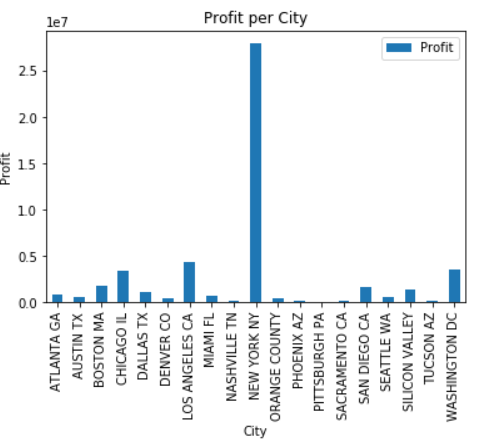 Profit per City
1e7
Profit
2.5
2.0
1.5
1.0
0.5
0.0
Profit
ATLANTA GA
AUSTIN TX
BOSTON MA
CHICAGO IL
DALLAS TX
DENVER CO
LOS ANGELES CA
MIAMI FL
NASHVILLE TN
NEW YORK NY
ORANGE COUNTY
PHOENIX AZ
PITTSBURGH PA
SACRAMENTO CA
SAN DIEGO CA
SEATTLE WA
SILICON VALLEY
TUCSON AZ
WASHINGTON DC
City